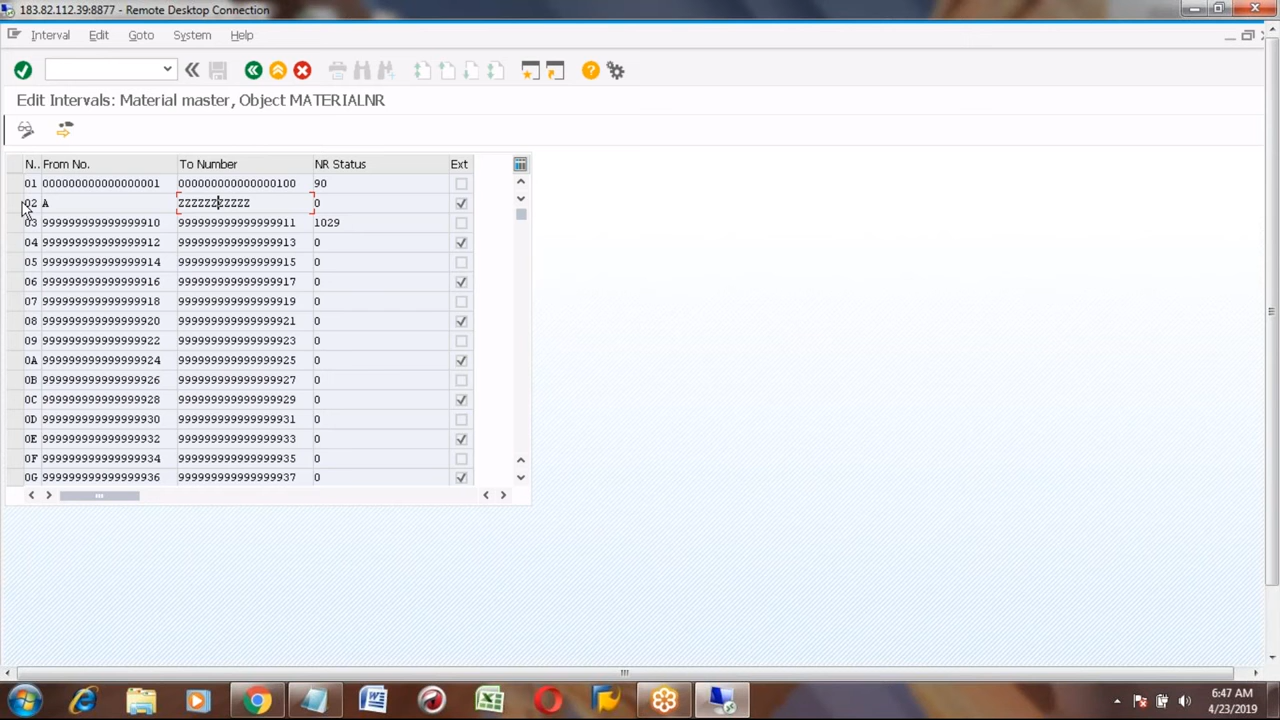 183.82.112.39:8877 - Remote Desktop Connection
Interval Edit Goto System Help
Edit Intervals: Material master, Object MATERIALNR
N.. From No. To Number NR Status Ext
01 000000000000000001 000000000000000100 90
02 A ZZZZZZZZZZZZ 0
03 999999999999999910 999999999999999911 1029
04 999999999999999912 999999999999999913 0
05 999999999999999914 999999999999999915 0
06 999999999999999916 999999999999999917 0
07 999999999999999918 999999999999999919 0
08 999999999999999920 999999999999999921 0
09 999999999999999922 999999999999999923 0
0A 999999999999999924 999999999999999925 0
0B 999999999999999926 999999999999999927 0
0C 999999999999999928 999999999999999929 0
0D 999999999999999930 999999999999999931 0
0E 999999999999999932 999999999999999933 0
0F 999999999999999934 999999999999999935 0
0G 999999999999999936 999999999999999937 0
6:47 AM
4/23/2019